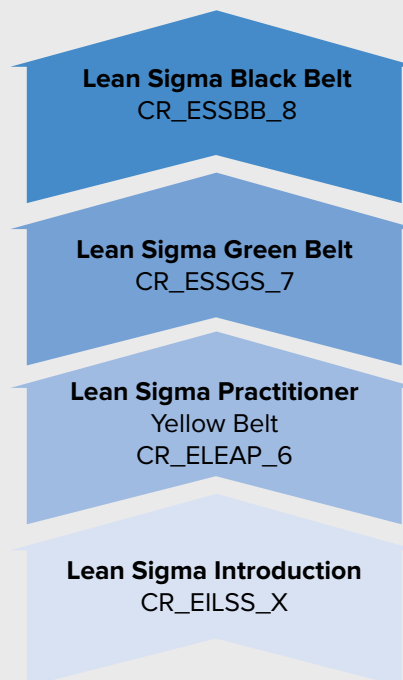 Lean Sigma Black Belt
CR_ESSBB_8
Lean Sigma Green Belt
CR_ESSGS_7
Lean Sigma Practitioner
Yellow Belt
CR_ELEAP_6
Lean Sigma Introduction
CR_EILSS_X